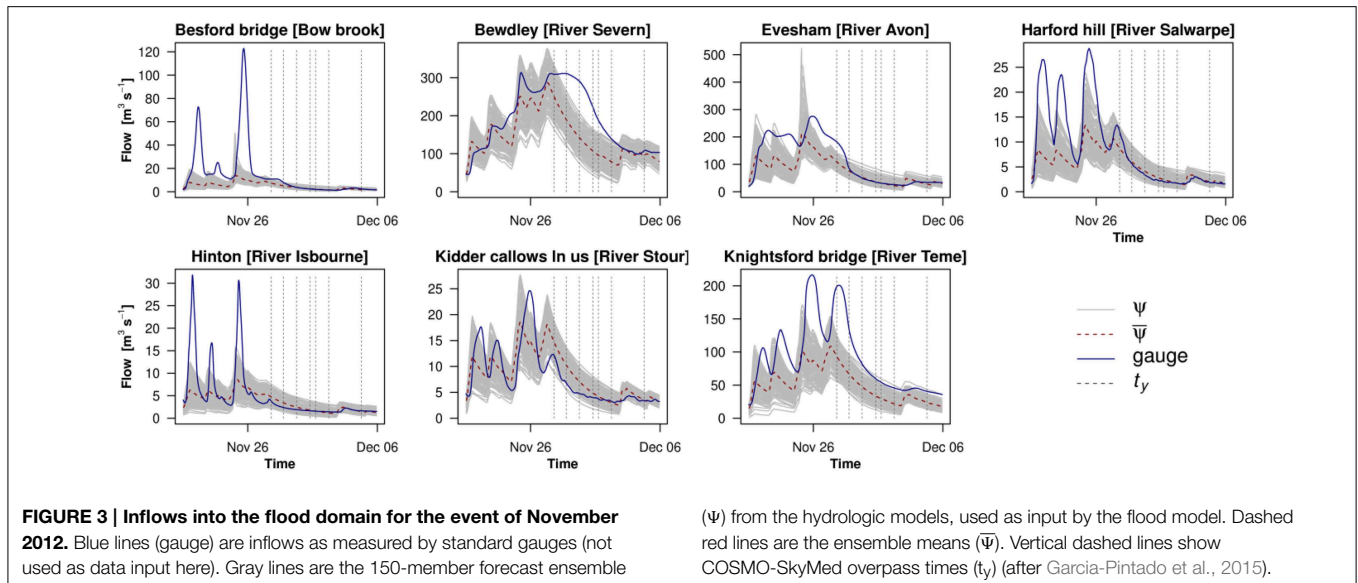 Besford bridge [Bow brook]
Flow [m³ s⁻¹]
120
100
80
60
40
20
0
Nov 26
Dec 06
Bewdley [River Severn]
300
200
100
0
Nov 26
Dec 06
Evesham [River Avon]
500
400
300
200
100
0
Nov 26
Dec 06
Harford hill [River Salwarpe]
25
20
15
10
5
0
Nov 26
Dec 06
Time
Hinton [River Isbourne]
Flow [m³ s⁻¹]
30
25
20
15
10
5
0
Nov 26
Dec 06
Time
Kidder callows ln us [River Stour]
25
20
15
10
5
0
Nov 26
Dec 06
Time
Knightsford bridge [River Teme]
200
150
100
50
0
Nov 26
Dec 06
Time
Ψ
Ψ̅
gauge
t_y
FIGURE 3 | Inflows into the flood domain for the event of November
2012. Blue lines (gauge) are inflows as measured by standard gauges (not
used as data input here). Gray lines are the 150-member forecast ensemble
(Ψ) from the hydrologic models, used as input by the flood model. Dashed
red lines are the ensemble means (Ψ̅). Vertical dashed lines show
COSMO-SkyMed overpass times (t_y) (after Garcia-Pintado et al., 2015).